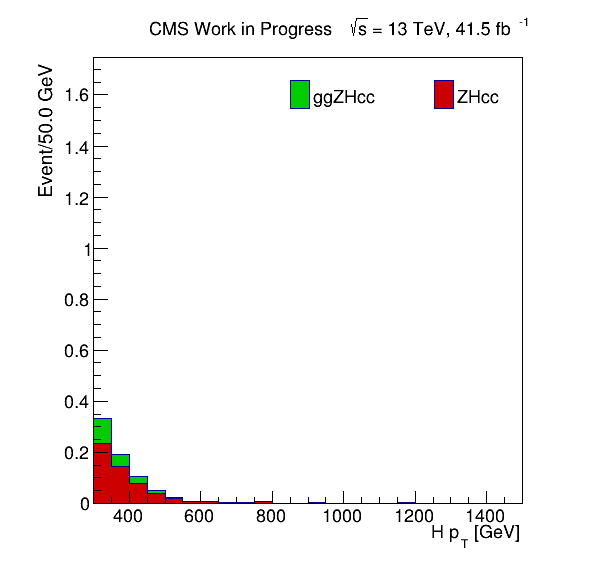 CMS Work in Progress √s = 13 TeV, 41.5 fb -1
Event/50.0 GeV
ggZHcc ZHcc
1.6
1.4
1.2
1
0.8
0.6
0.4
0.2
0
400 600 800 1000 1200 1400
H pT [GeV]